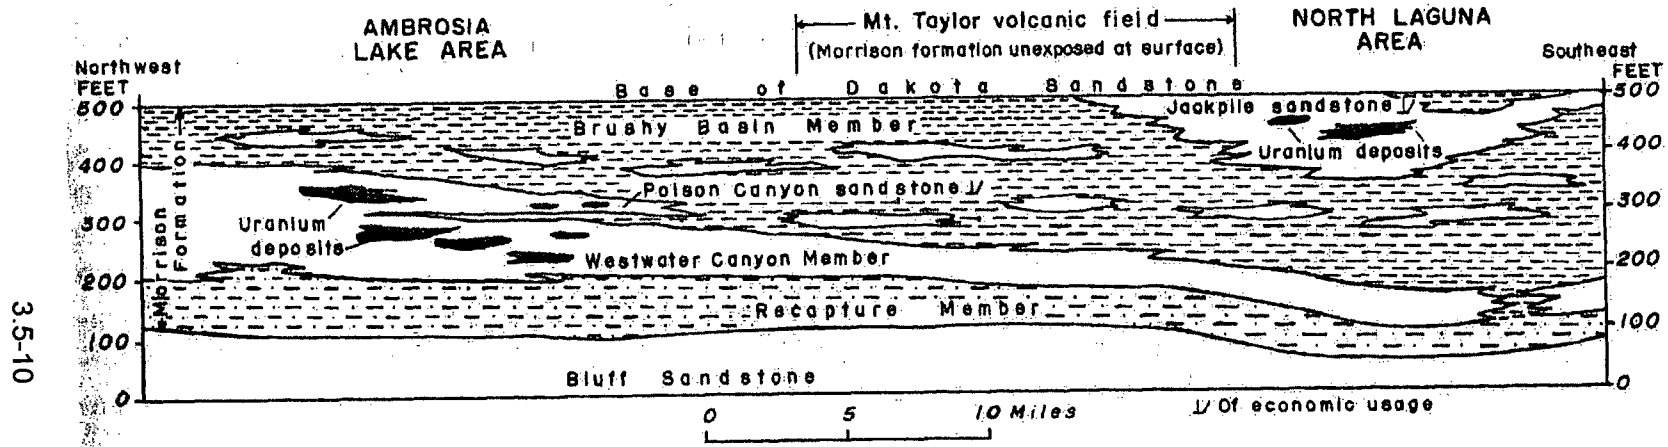 AMBROSIA
LAKE AREA
Mt. Taylor volcanic field
(Morrison formation unexposed at surface)
NORTH LAGUNA
AREA
Northwest
FEET
Southeast
FEET
Base of Dakota Sandstone
500
400
300
200
100
0
500
400
300
200
100
0
Morrison
Formation
Brushy Basin Member
Jackpile sandstone 1/
Uranium deposits
Poison Canyon sandstone 1/
Uranium
deposits
Westwater Canyon Member
Recapture Member
Bluff Sandstone
0 5 10 Miles
1/ Of economic usage
3.5-10